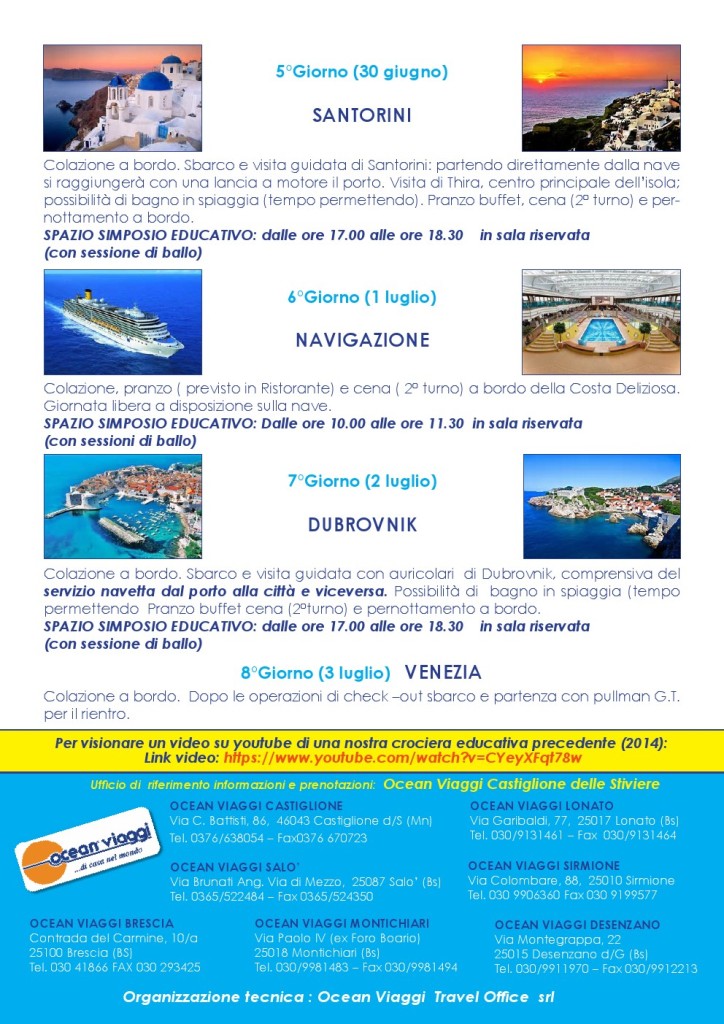 5°Giorno (30 giugno)
SANTORINI
Colazione a bordo. Sbarco e visita guidata di Santorini: partendo direttamente dalla nave
si raggiungerà con una lancia a motore il porto. Visita di Thira, centro principale dell'isola;
possibilità di bagno in spiaggia (tempo permettendo). Pranzo buffet, cena (2ª turno) e per-
nottamento a bordo.
SPAZIO SIMPOSIO EDUCATIVO: dalle ore 17.00 alle ore 18.30 in sala riservata
(con sessione di ballo)
6°Giorno (1 luglio)
NAVIGAZIONE
Colazione, pranzo ( previsto in Ristorante) e cena ( 2ª turno) a bordo della Costa Deliziosa.
Giornata libera a disposizione sulla nave.
SPAZIO SIMPOSIO EDUCATIVO: Dalle ore 10.00 alle ore 11.30 in sala riservata
(con sessioni di ballo)
7°Giorno (2 luglio)
DUBROVNIK
Colazione a bordo. Sbarco e visita guidata con auricolari di Dubrovnik, comprensiva del
servizio navetta dal porto alla città e viceversa. Possibilità di bagno in spiaggia (tempo
permettendo Pranzo buffet cena (2ªturno) e pernottamento a bordo.
SPAZIO SIMPOSIO EDUCATIVO: dalle ore 17.00 alle ore 18.30 in sala riservata
(con sessione di ballo)
8°Giorno (3 luglio) VENEZIA
Colazione a bordo. Dopo le operazioni di check –out sbarco e partenza con pullman G.T.
per il rientro.
Per visionare un video su youtube di una nostra crociera educativa precedente (2014):
Link video: https://www.youtube.com/watch?v=CYeyXFqt78w
Ufficio di riferimento informazioni e prenotazioni: Ocean Viaggi Castiglione delle Stiviere
ocean viaggi
...di casa nel mondo
OCEAN VIAGGI CASTIGLIONE
Via C. Battisti, 86, 46043 Castiglione d/S (Mn)
Tel. 0376/638054 – Fax0376 670723
OCEAN VIAGGI LONATO
Via Garibaldi, 77, 25017 Lonato (Bs)
Tel. 030/9131461 – Fax 030/9131464
OCEAN VIAGGI SALO'
Via Brunati Ang. Via di Mezzo, 25087 Salo' (Bs)
Tel. 0365/522484 – Fax 0365/524350
OCEAN VIAGGI SIRMIONE
Via Colombare, 88, 25010 Sirmione
Tel. 030 9906360 Fax 030 9199577
OCEAN VIAGGI BRESCIA
Contrada del Carmine, 10/a
25100 Brescia (BS)
Tel. 030 41866 FAX 030 293425
OCEAN VIAGGI MONTICHIARI
Via Paolo IV (ex Foro Boario)
25018 Montichiari (Bs)
Tel. 030/9981483 – Fax 030/9981494
OCEAN VIAGGI DESENZANO
Via Montegrappa, 22
25015 Desenzano d/G (Bs)
Tel. 030/9911970 – Fax 030/9912213
Organizzazione tecnica : Ocean Viaggi Travel Office srl